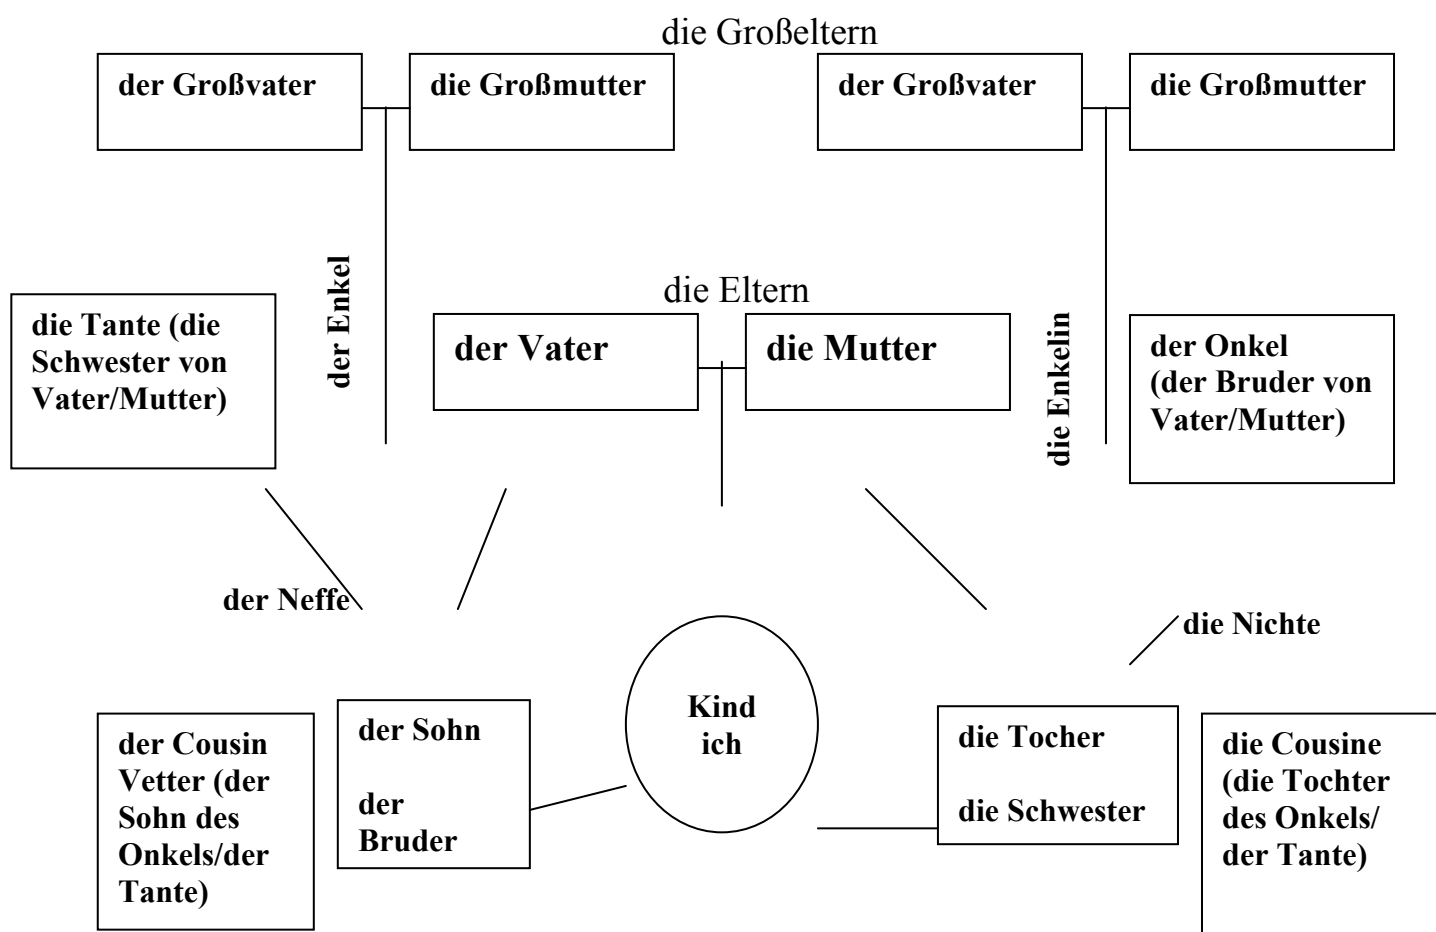 die Großeltern
der Großvater
die Großmutter
der Großvater
die Großmutter
der Enkel
die Eltern
die Enkelin
die Tante (die
Schwester von
Vater/Mutter)
der Vater
die Mutter
der Onkel
(der Bruder von
Vater/Mutter)
der Neffe
die Nichte
der Cousin
Vetter (der
Sohn des
Onkels/der
Tante)
der Sohn
der
Bruder
Kind
ich
die Tocher
die Schwester
die Cousine
(die Tochter
des Onkels/
der Tante)